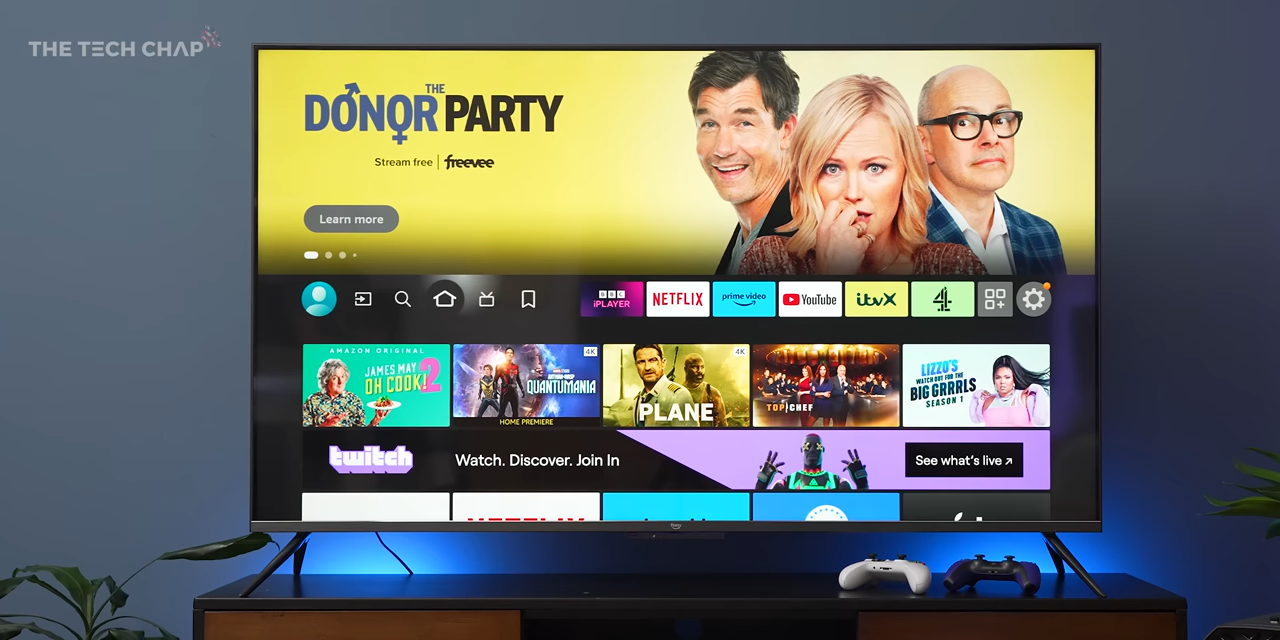 THE TECH CHAP
THE
DONOR PARTY
Stream free | freevee
Learn more
BBC
iPLAYER
NETFLIX
prime video
YouTube
itvX
4
AMAZON ORIGINAL
JAMES MAY
OH COOK! 2
4K
QUANTUMANIA
HOME PREMIERE
4K
PLANE
TOP CHEF
LIZZO'S
WATCH OUT FOR THE
BIG GRRRLS
SEASON 1
twitch
Watch. Discover. Join In
See what's live ↗
NETFLIX